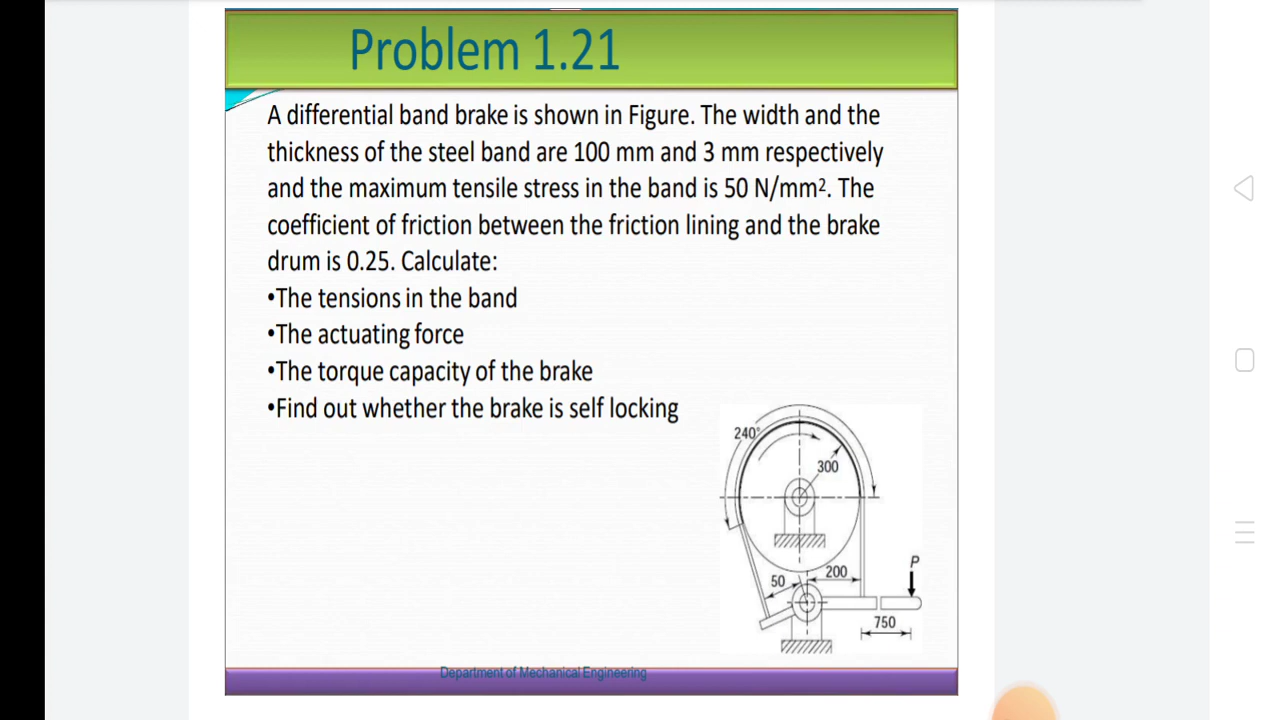 Problem 1.21
A differential band brake is shown in Figure. The width and the
thickness of the steel band are 100 mm and 3 mm respectively
and the maximum tensile stress in the band is 50 N/mm². The
coefficient of friction between the friction lining and the brake
drum is 0.25. Calculate:
•The tensions in the band
•The actuating force
•The torque capacity of the brake
•Find out whether the brake is self locking
240°
300
P
50
200
750
Department of Mechanical Engineering